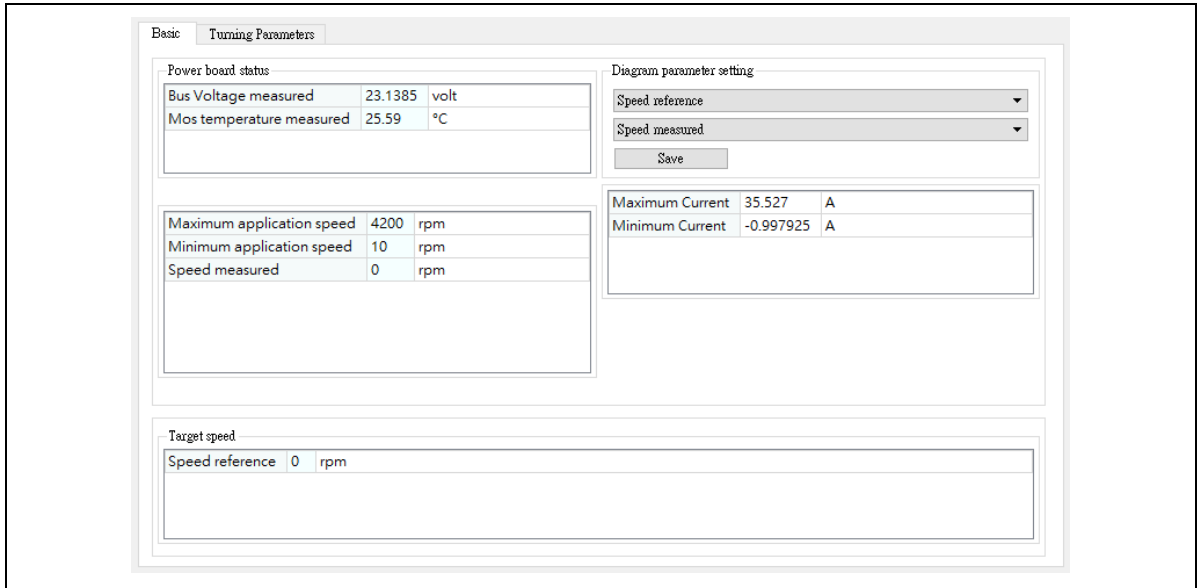 Basic Turning Parameters
Power board status
Bus Voltage measured 23.1385 volt
Mos temperature measured 25.59 °C
Diagram parameter setting
Speed reference
Speed measured
Save
Maximum application speed 4200 rpm
Minimum application speed 10 rpm
Speed measured 0 rpm
Maximum Current 35.527 A
Minimum Current -0.997925 A
Target speed
Speed reference 0 rpm